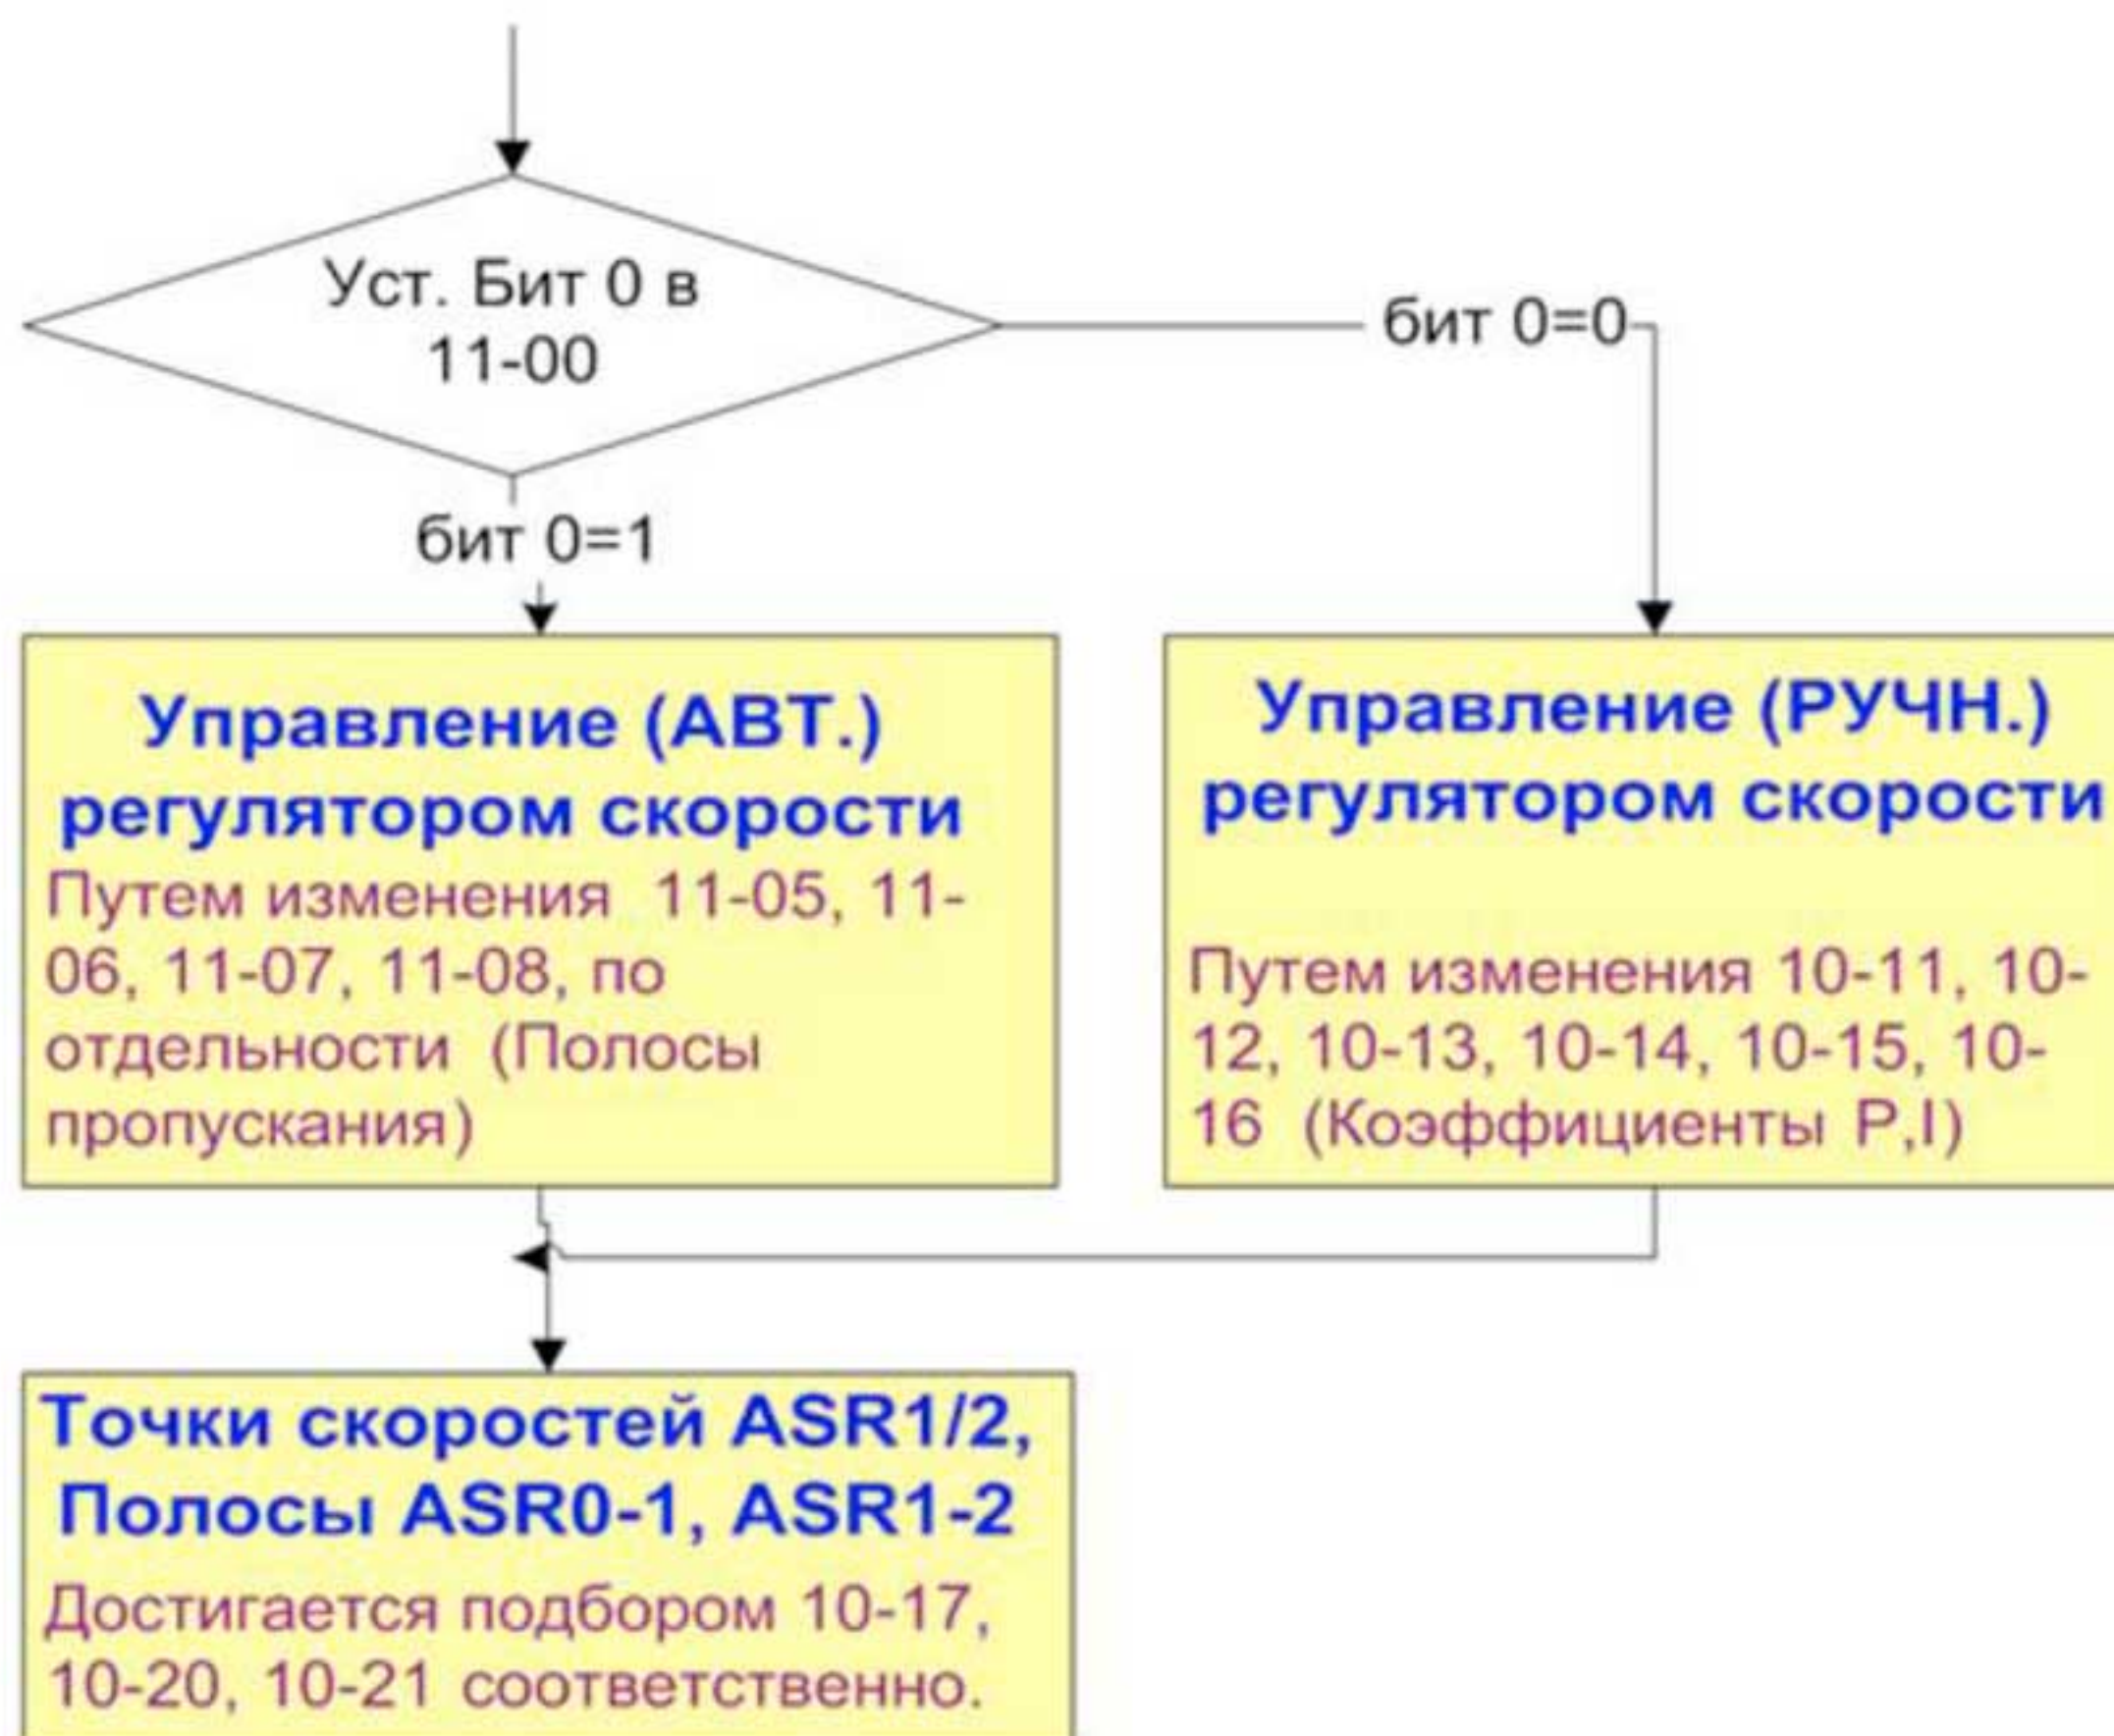 Уст. Бит 0 в
11-00
бит 0=0
бит 0=1
Управление (АВТ.)
регулятором скорости
Путем изменения 11-05, 11-
06, 11-07, 11-08, по
отдельности (Полосы
пропускания)
Управление (РУЧН.)
регулятором скорости
Путем изменения 10-11, 10-
12, 10-13, 10-14, 10-15, 10-
16 (Коэффициенты P,I)
Точки скоростей ASR1/2,
Полосы ASR0-1, ASR1-2
Достигается подбором 10-17,
10-20, 10-21 соответственно.